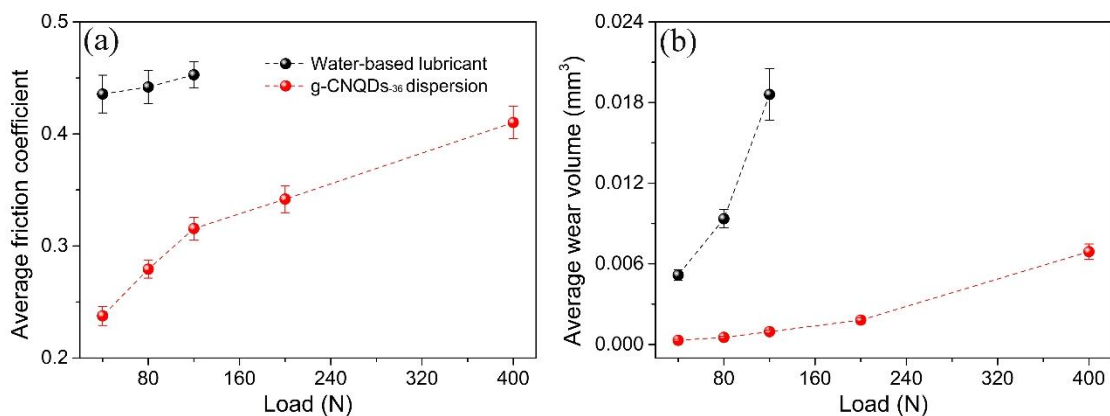 (a)
Average friction coefficient
0.5
0.4
0.3
0.2
Water-based lubricant
g-CNQDs-36 dispersion
80 160 240 320 400
Load (N)
(b)
Average wear volume (mm³)
0.024
0.018
0.012
0.006
0.000
80 160 240 320 400
Load (N)